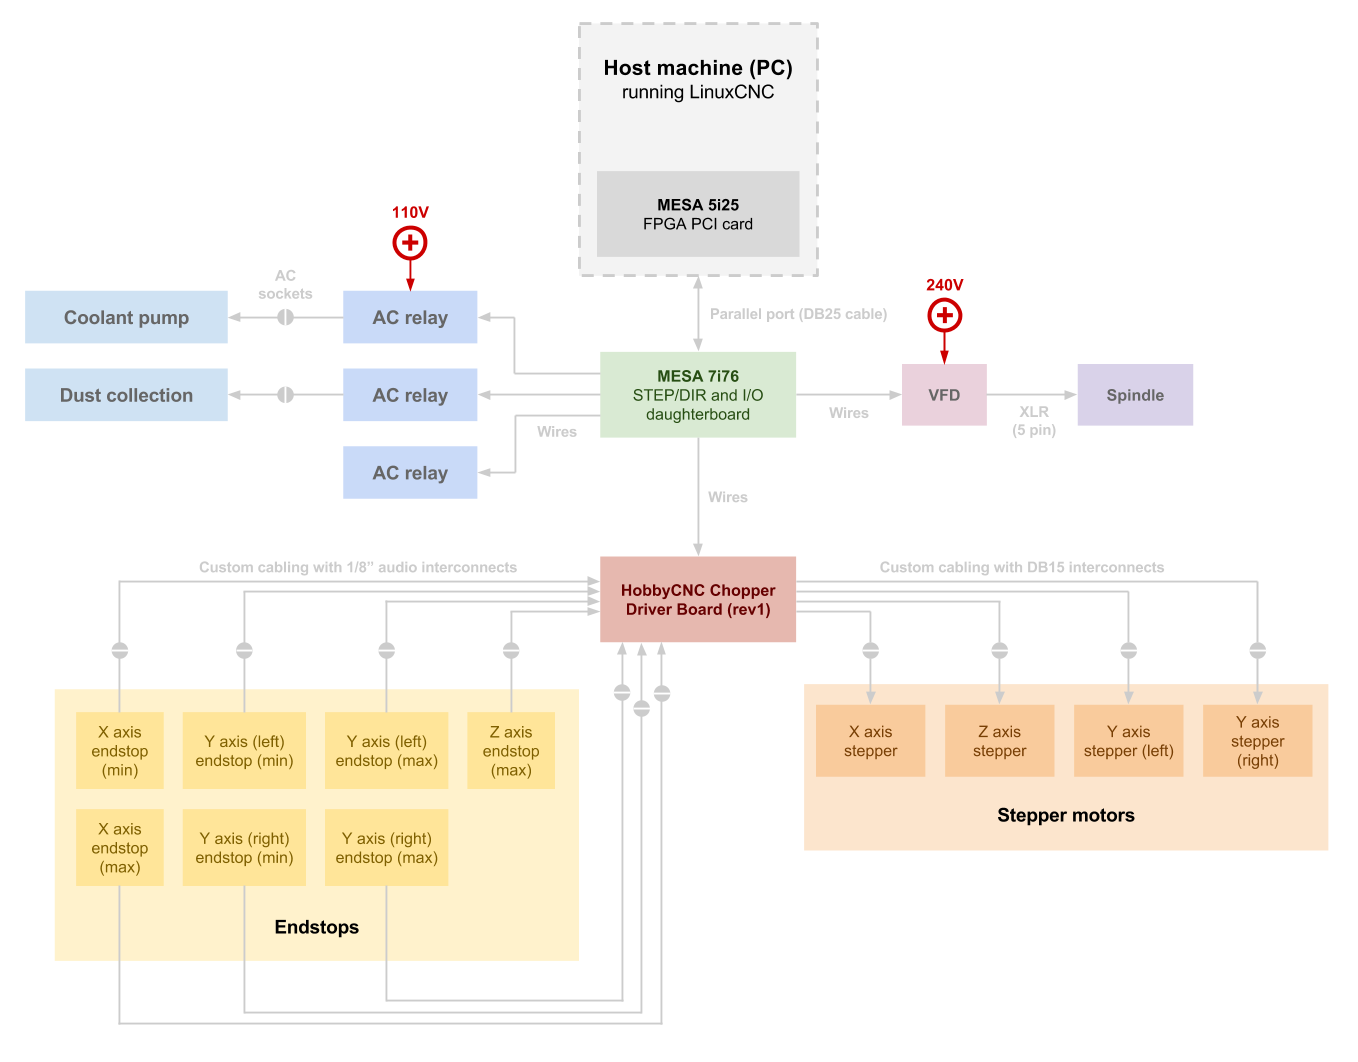 Host machine (PC)
running LinuxCNC
MESA 5i25
FPGA PCI card
110V
AC
sockets
240V
Coolant pump
AC relay
Parallel port (DB25 cable)
Dust collection
AC relay
MESA 7i76
STEP/DIR and I/O
daughterboard
Wires
VFD
XLR
(5 pin)
Spindle
Wires
AC relay
Wires
Custom cabling with 1/8” audio interconnects
HobbyCNC Chopper
Driver Board (rev1)
Custom cabling with DB15 interconnects
X axis
endstop
(min)
Y axis (left)
endstop (min)
Y axis (left)
endstop (max)
Z axis
endstop
(max)
X axis
stepper
Z axis
stepper
Y axis
stepper (left)
Y axis
stepper
(right)
X axis
endstop
(max)
Y axis (right)
endstop (min)
Y axis (right)
endstop (max)
Stepper motors
Endstops